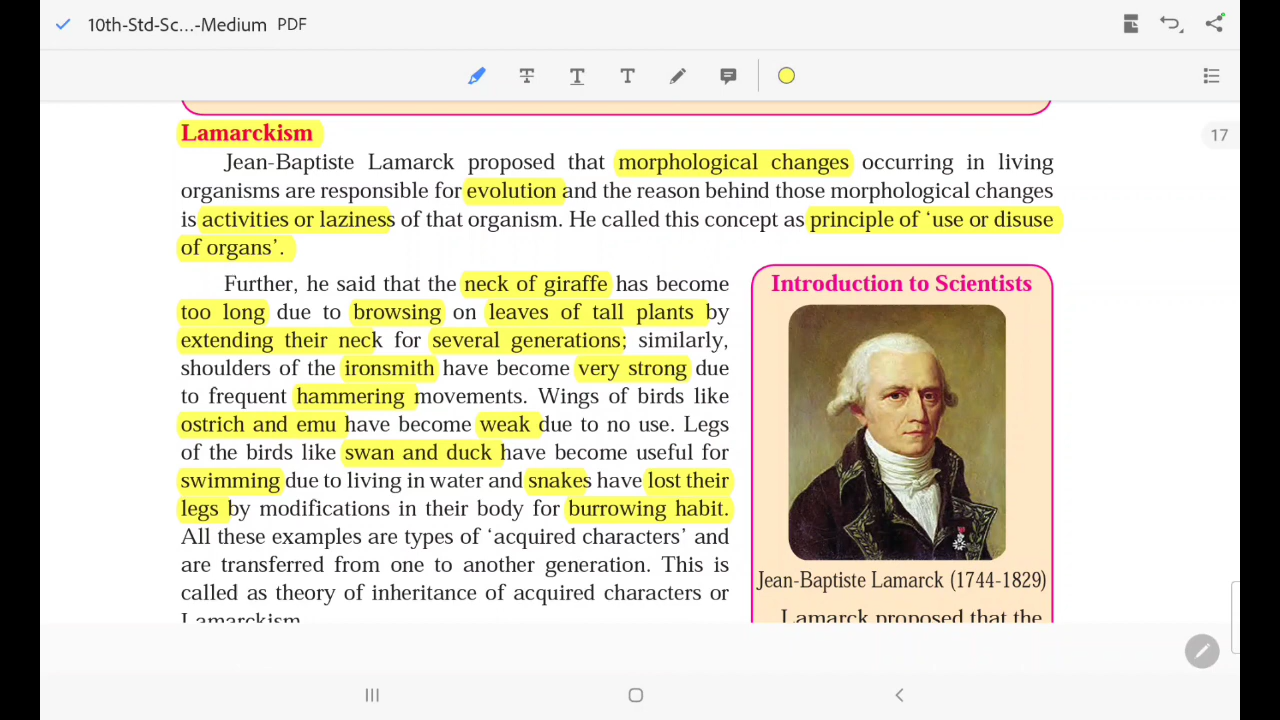 10th-Std-Sc...-Medium PDF
17
Lamarckism
Jean-Baptiste Lamarck proposed that morphological changes occurring in living
organisms are responsible for evolution and the reason behind those morphological changes
is activities or laziness of that organism. He called this concept as principle of ‘use or disuse
of organs’.
Further, he said that the neck of giraffe has become
too long due to browsing on leaves of tall plants by
extending their neck for several generations; similarly,
shoulders of the ironsmith have become very strong due
to frequent hammering movements. Wings of birds like
ostrich and emu have become weak due to no use. Legs
of the birds like swan and duck have become useful for
swimming due to living in water and snakes have lost their
legs by modifications in their body for burrowing habit.
All these examples are types of ‘acquired characters’ and
are transferred from one to another generation. This is
called as theory of inheritance of acquired characters or
Lamarckism
Introduction to Scientists
Jean-Baptiste Lamarck (1744-1829)
Lamarck proposed that the